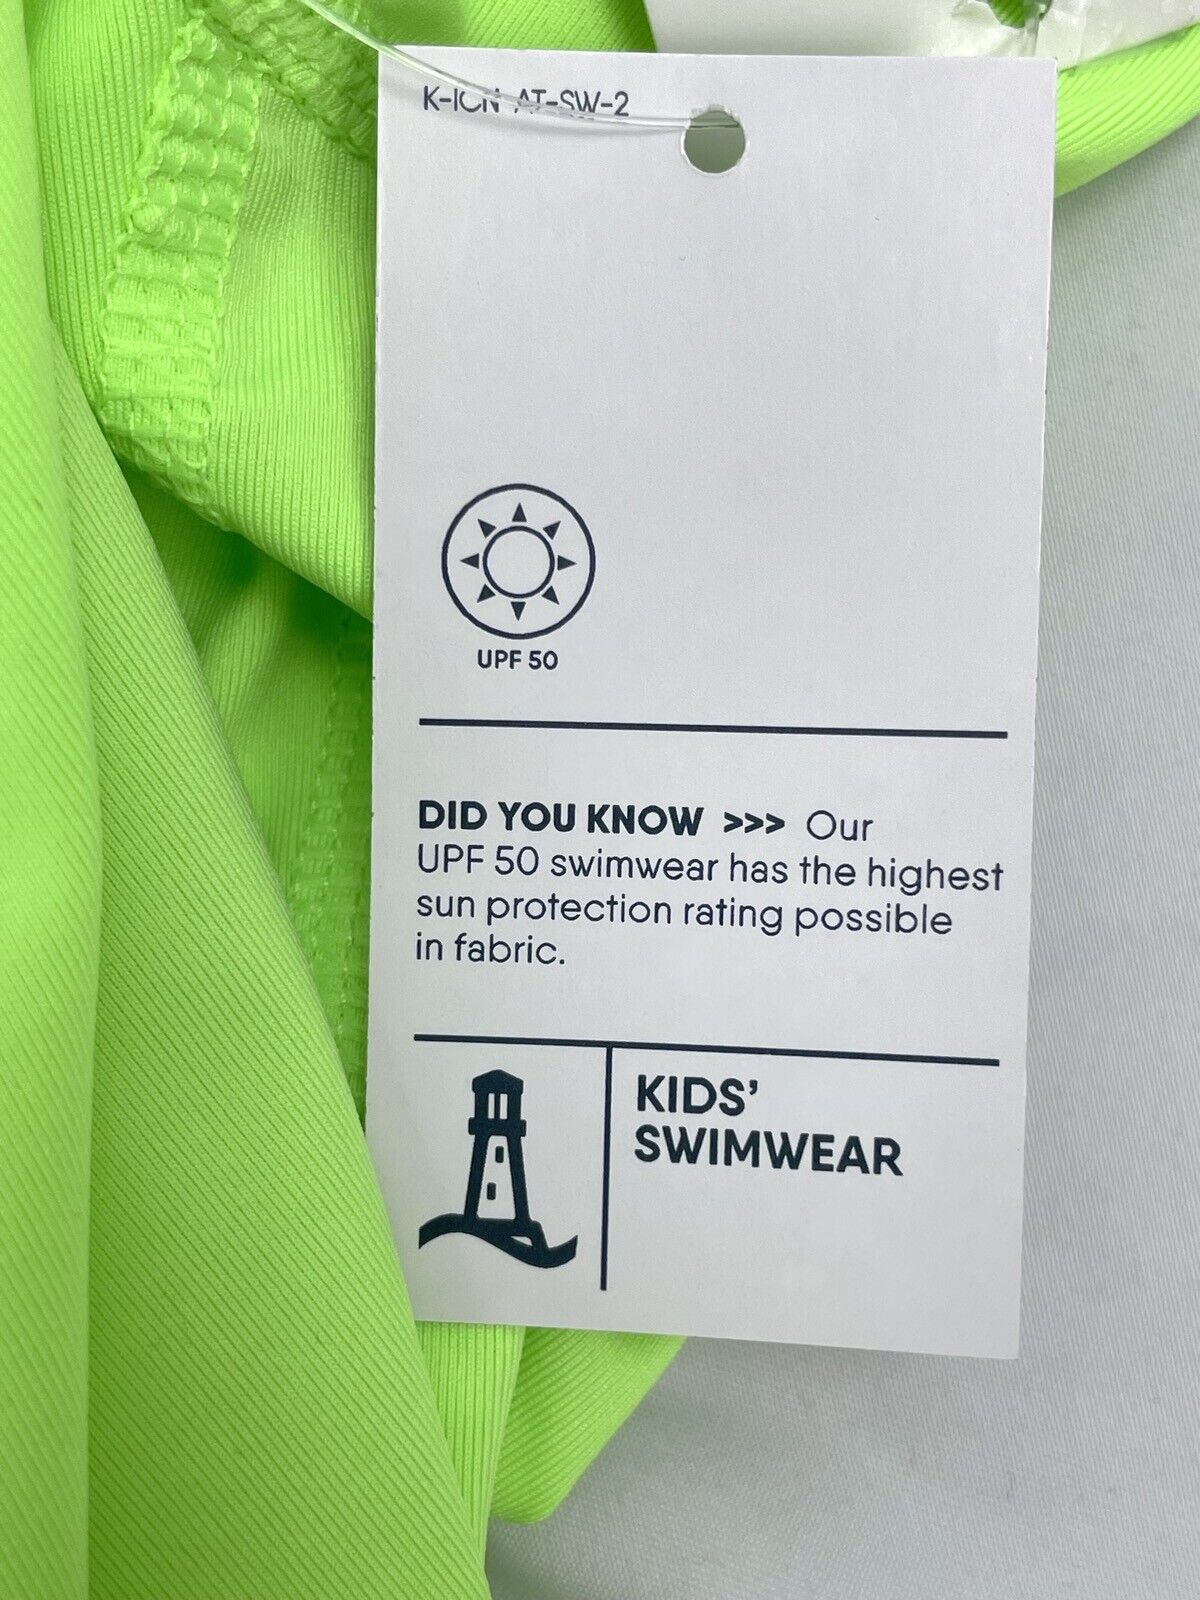 K-ICN AT-SW-2
UPF 50
DID YOU KNOW >>> Our
UPF 50 swimwear has the highest
sun protection rating possible
in fabric.
KIDS’
SWIMWEAR